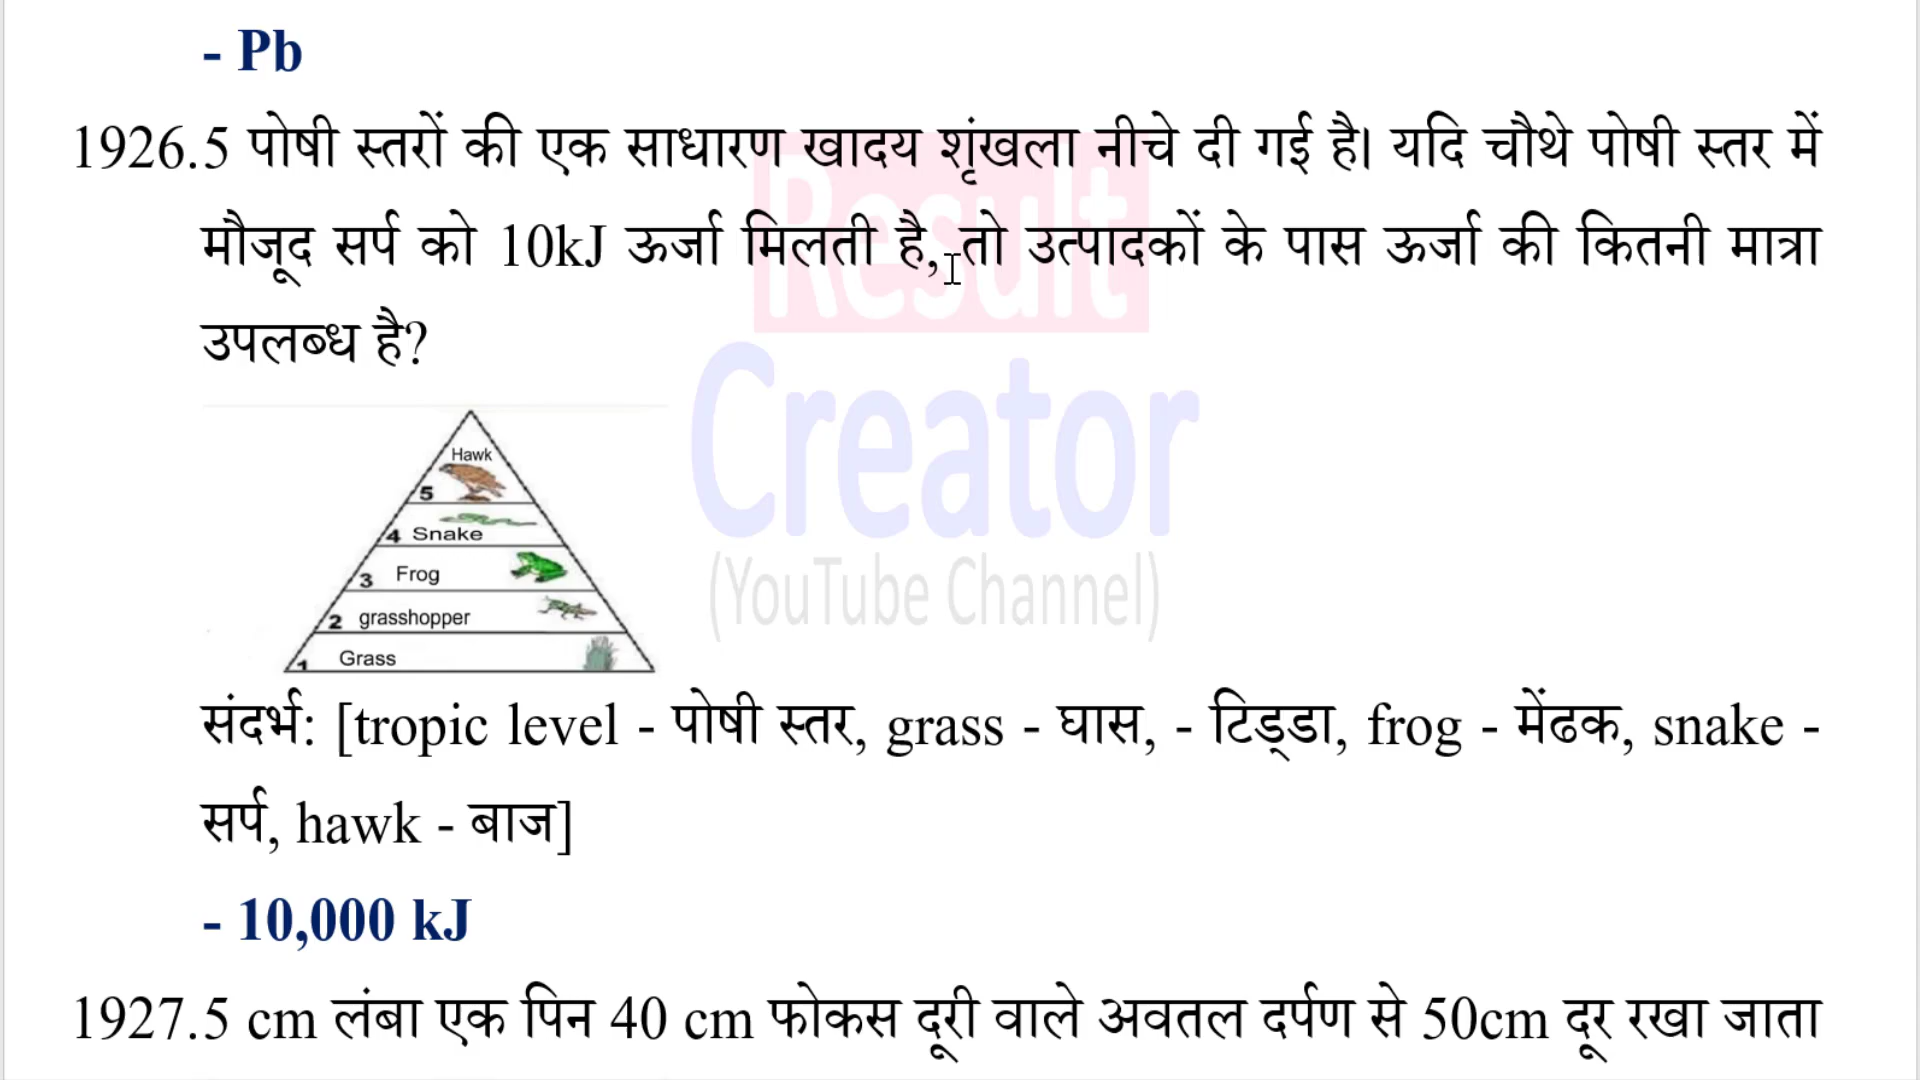 - Pb
1926.5 पोषी स्तरों की एक साधारण खादय शृंखला नीचे दी गई है। यदि चौथे पोषी स्तर में
मौजूद सर्प को 10kJ ऊर्जा मिलती है, तो उत्पादकों के पास ऊर्जा की कितनी मात्रा
उपलब्ध है?
Result
Creator
(YouTube Channel)
Hawk
5
4 Snake
3 Frog
2 grasshopper
1 Grass
संदर्भ: [tropic level - पोषी स्तर, grass - घास, - टिड्डा, frog - मेंढक, snake -
सर्प, hawk - बाज]
- 10,000 kJ
1927.5 cm लंबा एक पिन 40 cm फोकस दूरी वाले अवतल दर्पण से 50cm दूर रखा जाता